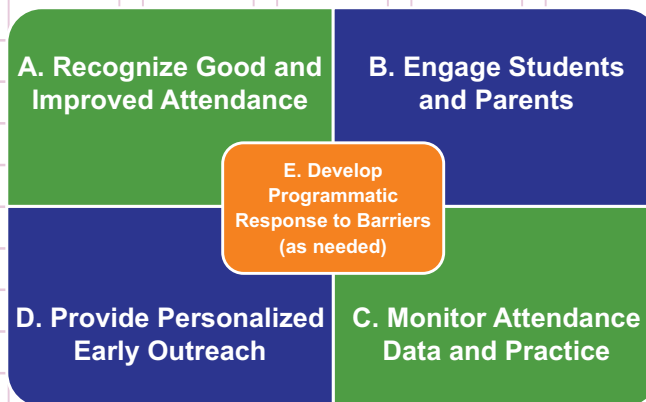 A. Recognize Good and
Improved Attendance
B. Engage Students
and Parents
E. Develop
Programmatic
Response to Barriers
(as needed)
D. Provide Personalized
Early Outreach
C. Monitor Attendance
Data and Practice